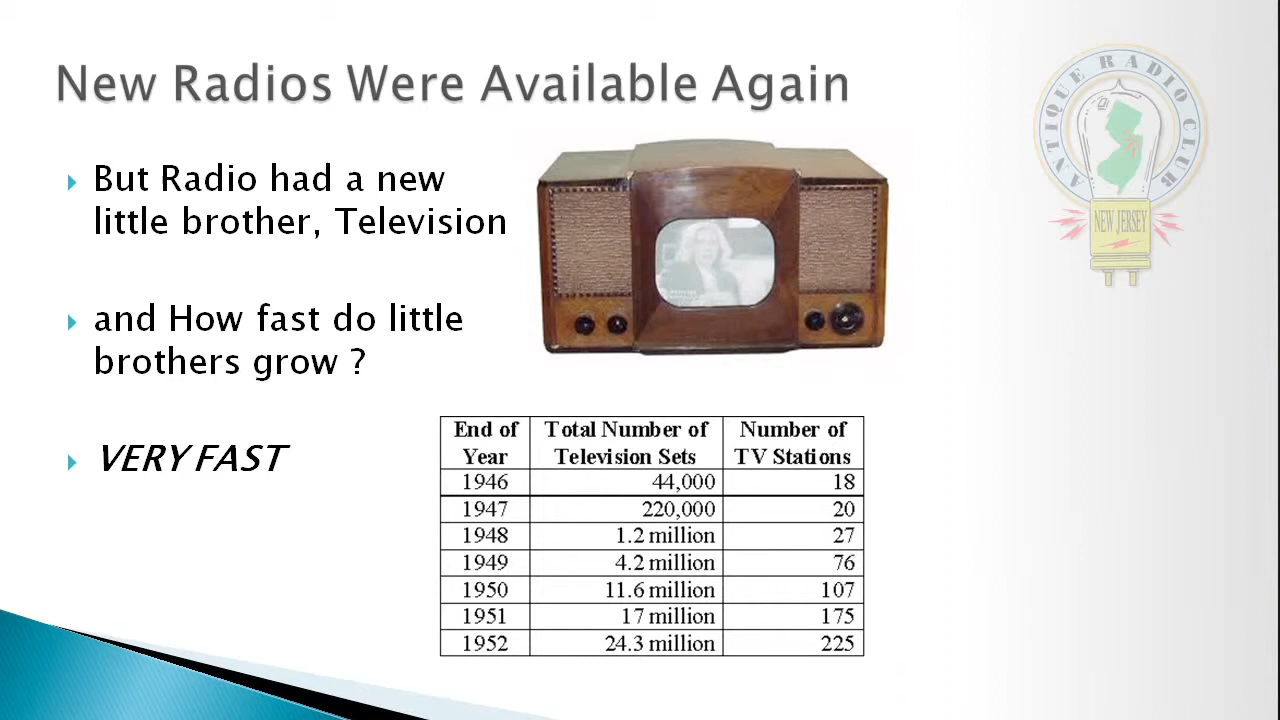 New Radios Were Available Again
ANTIQUE RADIO CLUB
NEW JERSEY
But Radio had a new
little brother, Television
and How fast do little
brothers grow ?
VERY FAST
End of Year Total Number of Television Sets Number of TV Stations
1946 44,000 18
1947 220,000 20
1948 1.2 million 27
1949 4.2 million 76
1950 11.6 million 107
1951 17 million 175
1952 24.3 million 225